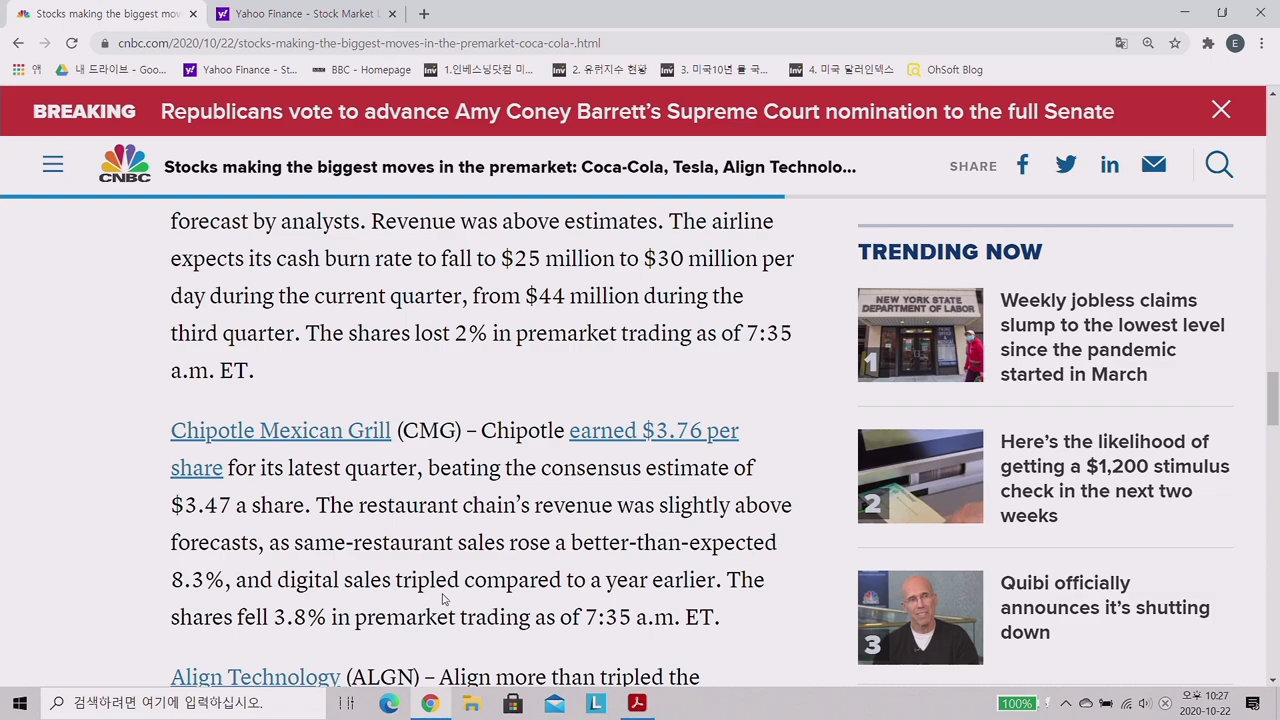 Stocks making the biggest moves
Yahoo Finance - Stock Market L
cnbc.com/2020/10/22/stocks-making-the-biggest-moves-in-the-premarket-coca-cola-.html
E
앱
내 드라이브 - Goo...
Yahoo Finance - St...
BBC - Homepage
1.인베스닝닷컴 미...
2. 유럽지수 현황
3. 미국10년 물 국...
4. 미국 달러인덱스
OhSoft Blog
BREAKING
Republicans vote to advance Amy Coney Barrett's Supreme Court nomination to the full Senate
CNBC
Stocks making the biggest moves in the premarket: Coca-Cola, Tesla, Align Technolo...
SHARE
forecast by analysts. Revenue was above estimates. The airline
expects its cash burn rate to fall to $25 million to $30 million per
day during the current quarter, from $44 million during the
third quarter. The shares lost 2% in premarket trading as of 7:35
a.m. ET.
Chipotle Mexican Grill (CMG) – Chipotle earned $3.76 per
share for its latest quarter, beating the consensus estimate of
$3.47 a share. The restaurant chain's revenue was slightly above
forecasts, as same-restaurant sales rose a better-than-expected
8.3%, and digital sales tripled compared to a year earlier. The
shares fell 3.8% in premarket trading as of 7:35 a.m. ET.
Align Technology (ALGN) – Align more than tripled the
TRENDING NOW
NEW YORK STATE
DEPARTMENT OF LABOR
1
Weekly jobless claims
slump to the lowest level
since the pandemic
started in March
2
Here's the likelihood of
getting a $1,200 stimulus
check in the next two
weeks
3
Quibi officially
announces it's shutting
down
검색하려면 여기에 입력하십시오.
100%
오후 10:27
2020-10-22